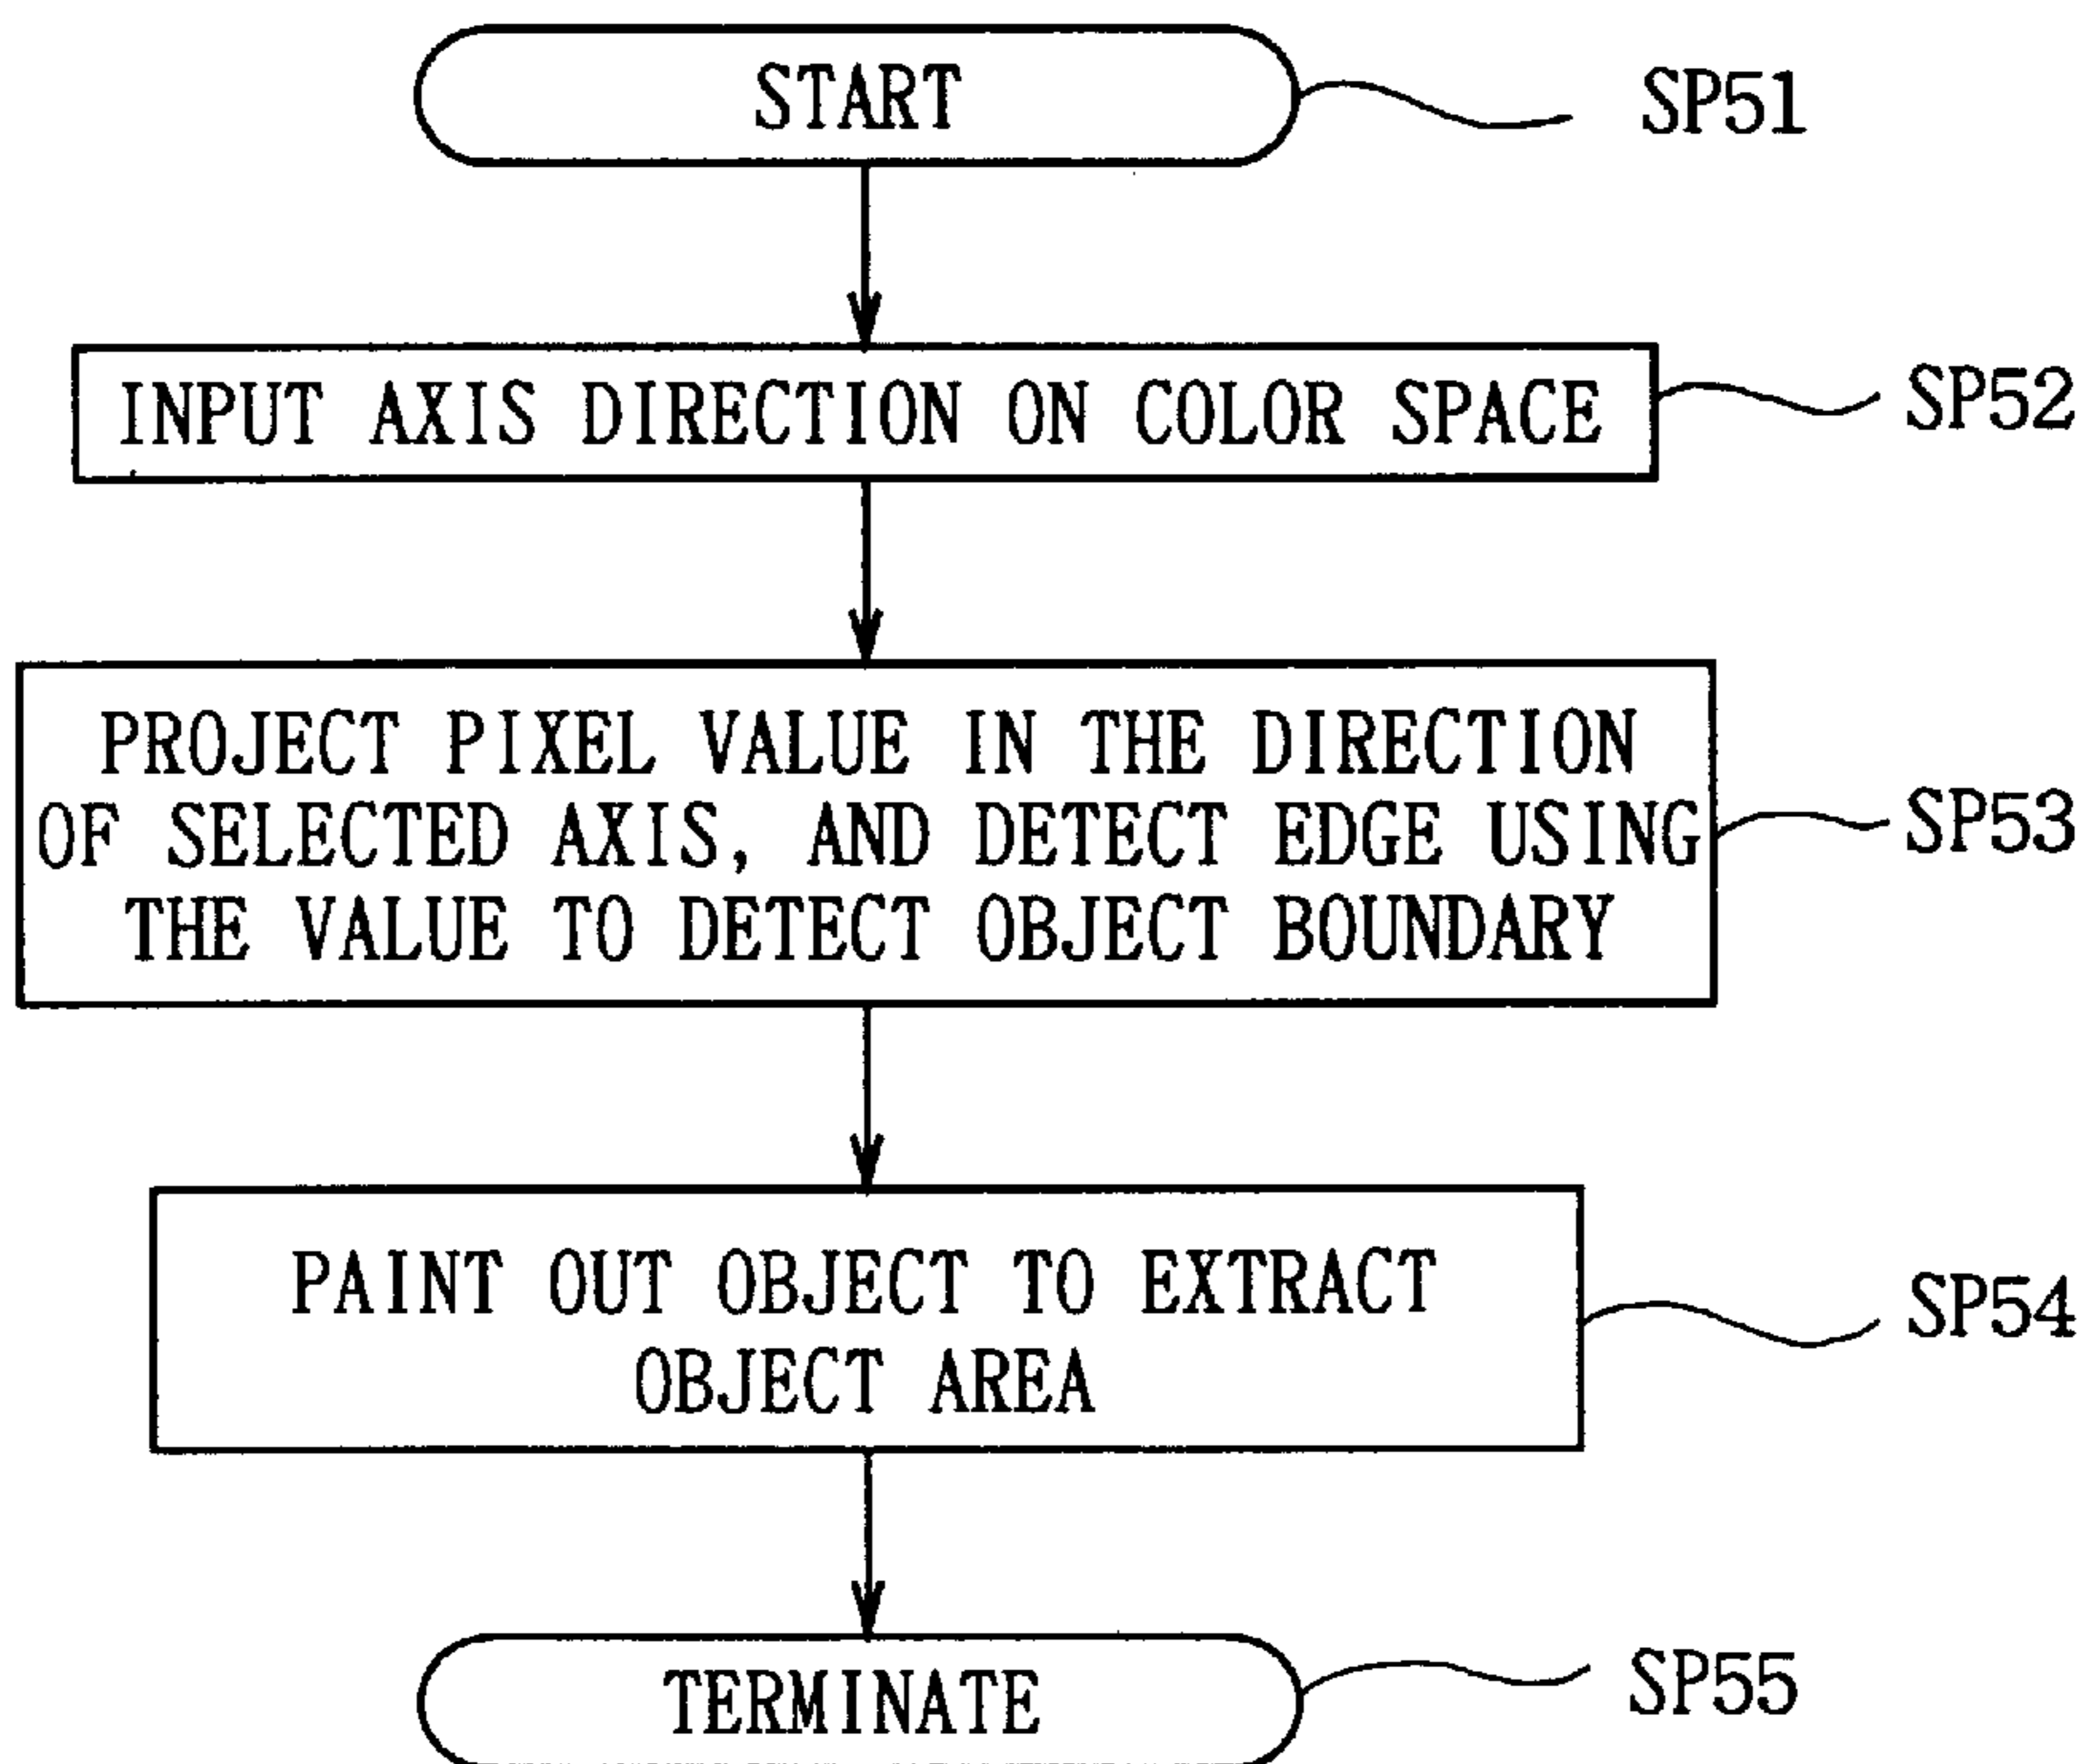 START
SP51
INPUT AXIS DIRECTION ON COLOR SPACE
SP52
PROJECT PIXEL VALUE IN THE DIRECTION
OF SELECTED AXIS, AND DETECT EDGE USING
THE VALUE TO DETECT OBJECT BOUNDARY
SP53
PAINT OUT OBJECT TO EXTRACT
OBJECT AREA
SP54
TERMINATE
SP55